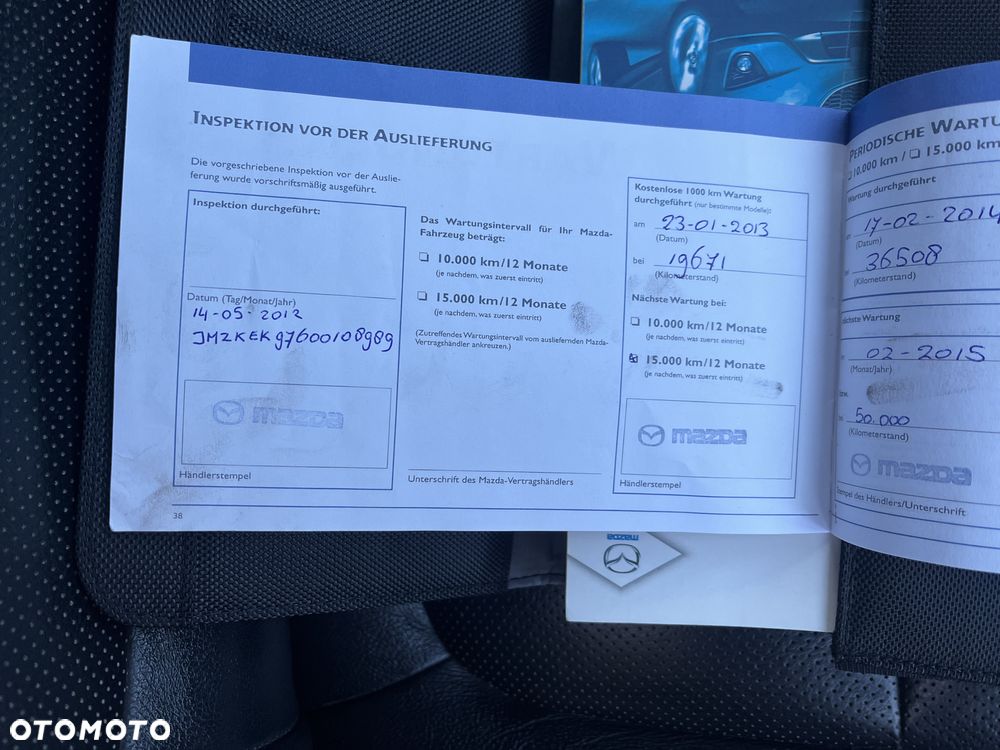 INSPEKTION VOR DER AUSLIEFERUNG
Die vorgeschriebene Inspektion vor der Auslie-
ferung wurde vorschriftsmäßig ausgeführt.
Inspektion durchgeführt:
Datum (Tag/Monat/Jahr)
14-05-2012
JMZKEKg7600108989
mazda
Händlerstempel
38
Das Wartungsintervall für Ihr Mazda-
Fahrzeug beträgt:
❏ 10.000 km/12 Monate
(je nachdem, was zuerst eintritt)
❏ 15.000 km/12 Monate
(je nachdem, was zuerst eintritt)
(Zutreffendes Wartungsintervall vom ausliefernden Mazda-
Vertragshändler ankreuzen.)
Unterschrift des Mazda-Vertragshändlers
Kostenlose 1000 km Wartung
durchgeführt (nur bestimmte Modelle):
am 23-01-2013
(Datum)
bei 19671
(Kilometerstand)
Nächste Wartung bei:
❏ 10.000 km/12 Monate
(je nachdem, was zuerst eintritt)
☒ 15.000 km/12 Monate
(je nachdem, was zuerst eintritt)
mazda
Händlerstempel
PERIODISCHE WARTU
❏ 10.000 km / ❏ 15.000 km
Wartung durchgeführt
17-02-2014
(Datum)
36508
(Kilometerstand)
Nächste Wartung
02-2015
(Monat/Jahr)
bzw.
50.000
(Kilometerstand)
mazda
Stempel des Händlers/Unterschrift
mazda
OTOMOTO